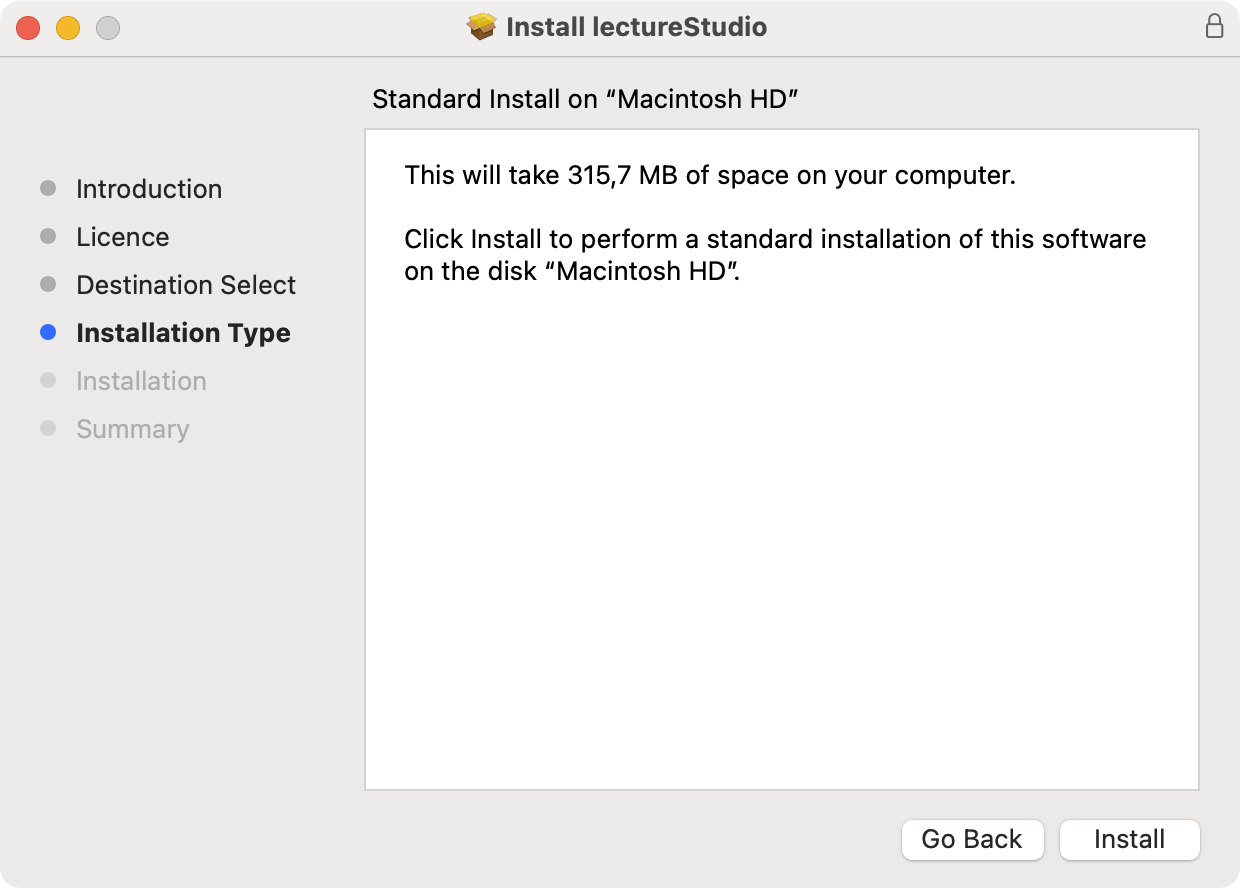 Install lectureStudio
Standard Install on “Macintosh HD”
Introduction
Licence
Destination Select
Installation Type
Installation
Summary
This will take 315,7 MB of space on your computer.
Click Install to perform a standard installation of this software
on the disk “Macintosh HD”.
Go Back
Install